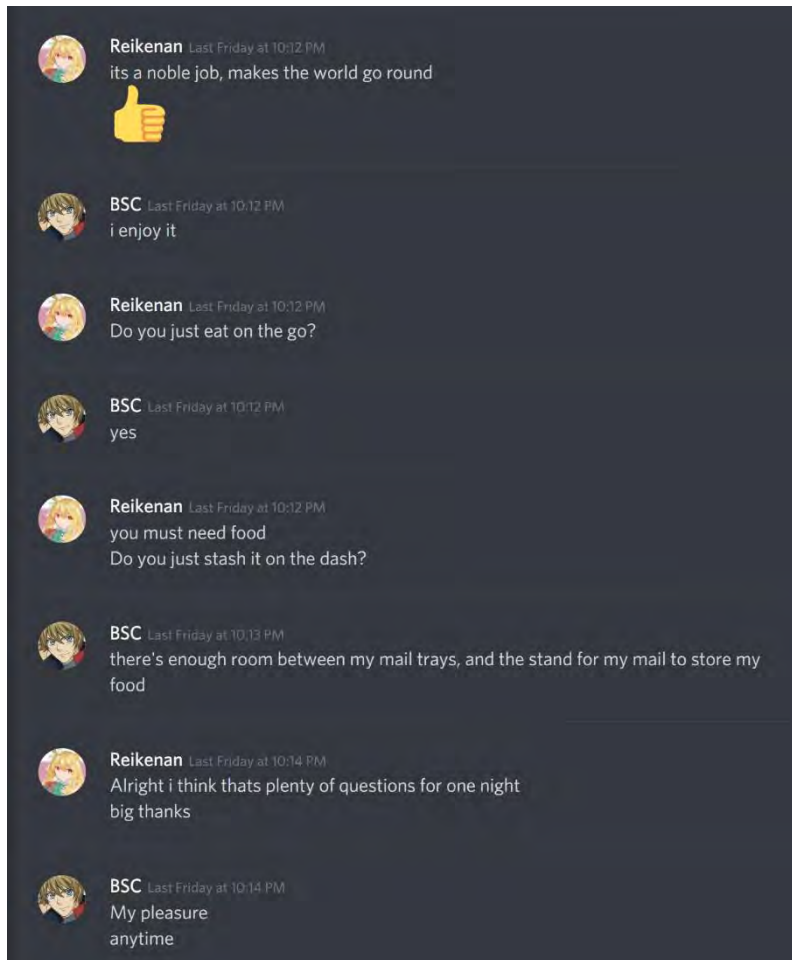 Reikenan Last Friday at 10:12 PM
its a noble job, makes the world go round
BSC Last Friday at 10:12 PM
i enjoy it
Reikenan Last Friday at 10:12 PM
Do you just eat on the go?
BSC Last Friday at 10:12 PM
yes
Reikenan Last Friday at 10:12 PM
you must need food
Do you just stash it on the dash?
BSC Last Friday at 10:13 PM
there's enough room between my mail trays, and the stand for my mail to store my
food
Reikenan Last Friday at 10:14 PM
Alright i think thats plenty of questions for one night
big thanks
BSC Last Friday at 10:14 PM
My pleasure
anytime